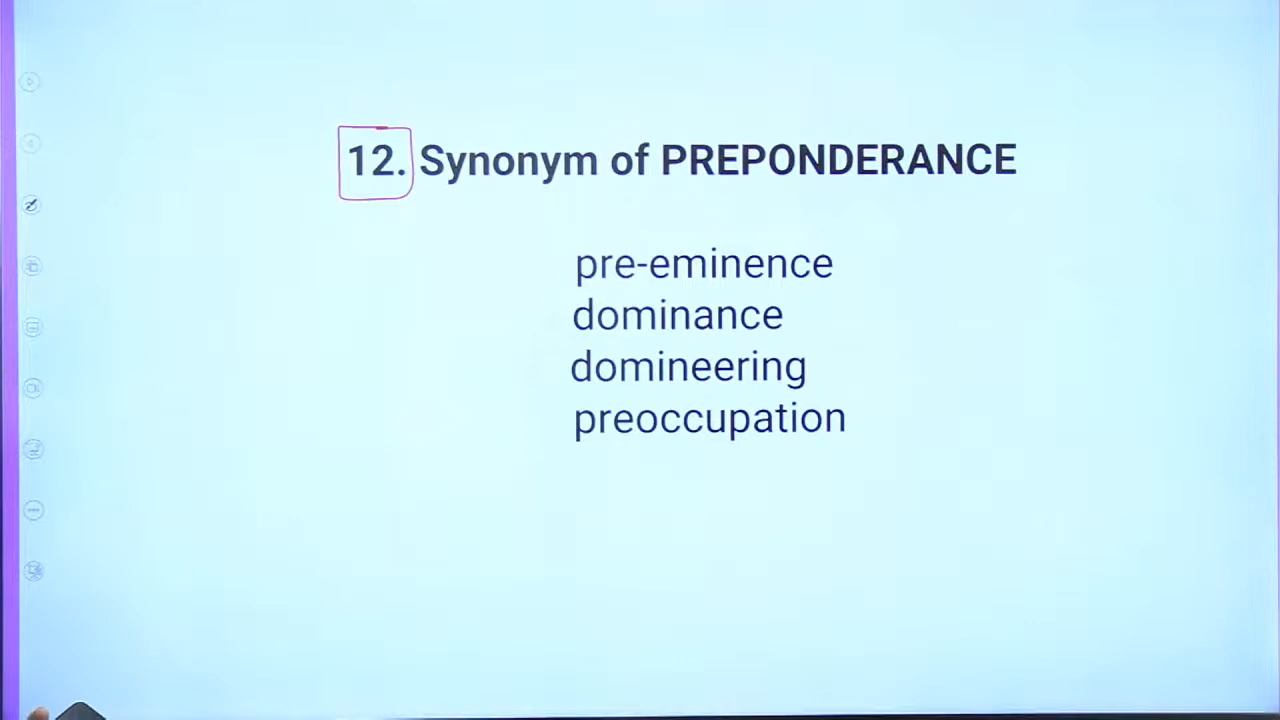 12. Synonym of PREPONDERANCE
pre-eminence
dominance
domineering
preoccupation